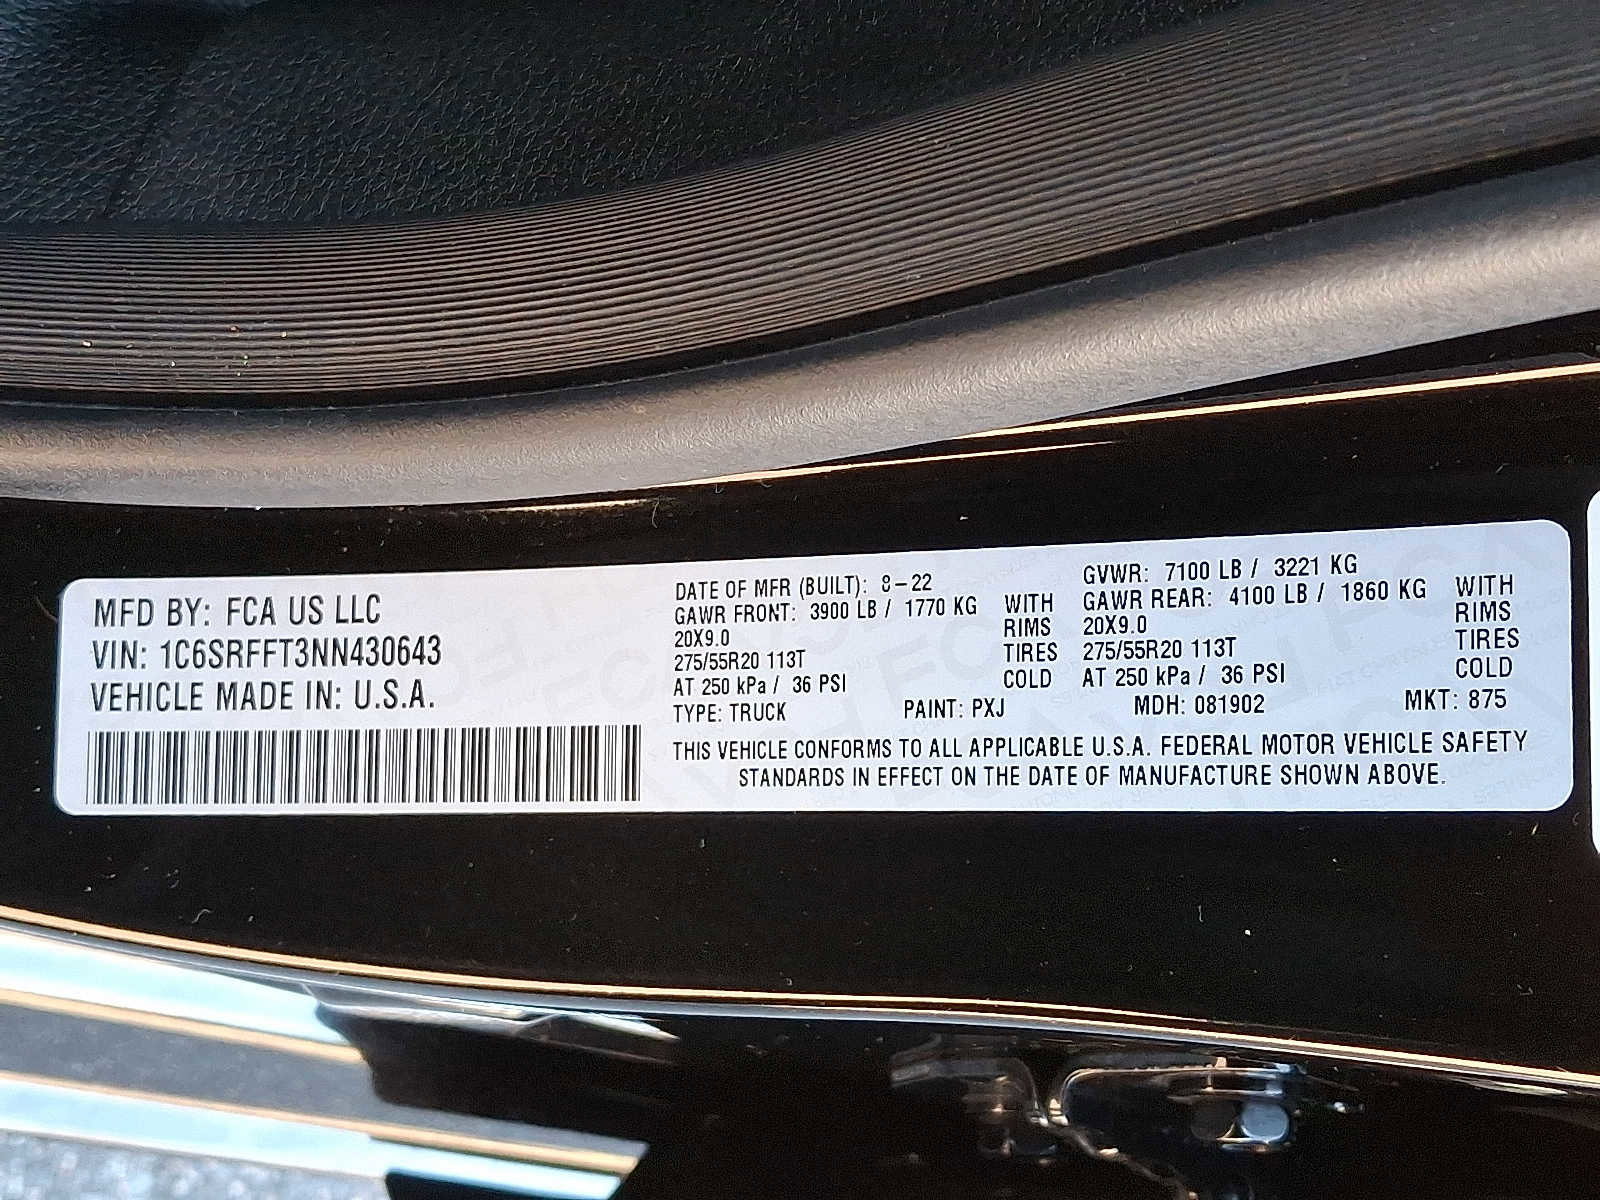 MFD BY: FCA US LLC
VIN: 1C6SRFFT3NN430643
VEHICLE MADE IN: U.S.A.
DATE OF MFR (BUILT): 8-22
GAWR FRONT: 3900 LB / 1770 KG WITH
20X9.0 RIMS
275/55R20 113T TIRES
AT 250 kPa / 36 PSI COLD
GVWR: 7100 LB / 3221 KG
GAWR REAR: 4100 LB / 1860 KG WITH
20X9.0 RIMS
275/55R20 113T TIRES
AT 250 kPa / 36 PSI COLD
TYPE: TRUCK PAINT: PXJ MDH: 081902 MKT: 875
THIS VEHICLE CONFORMS TO ALL APPLICABLE U.S.A. FEDERAL MOTOR VEHICLE SAFETY
STANDARDS IN EFFECT ON THE DATE OF MANUFACTURE SHOWN ABOVE.